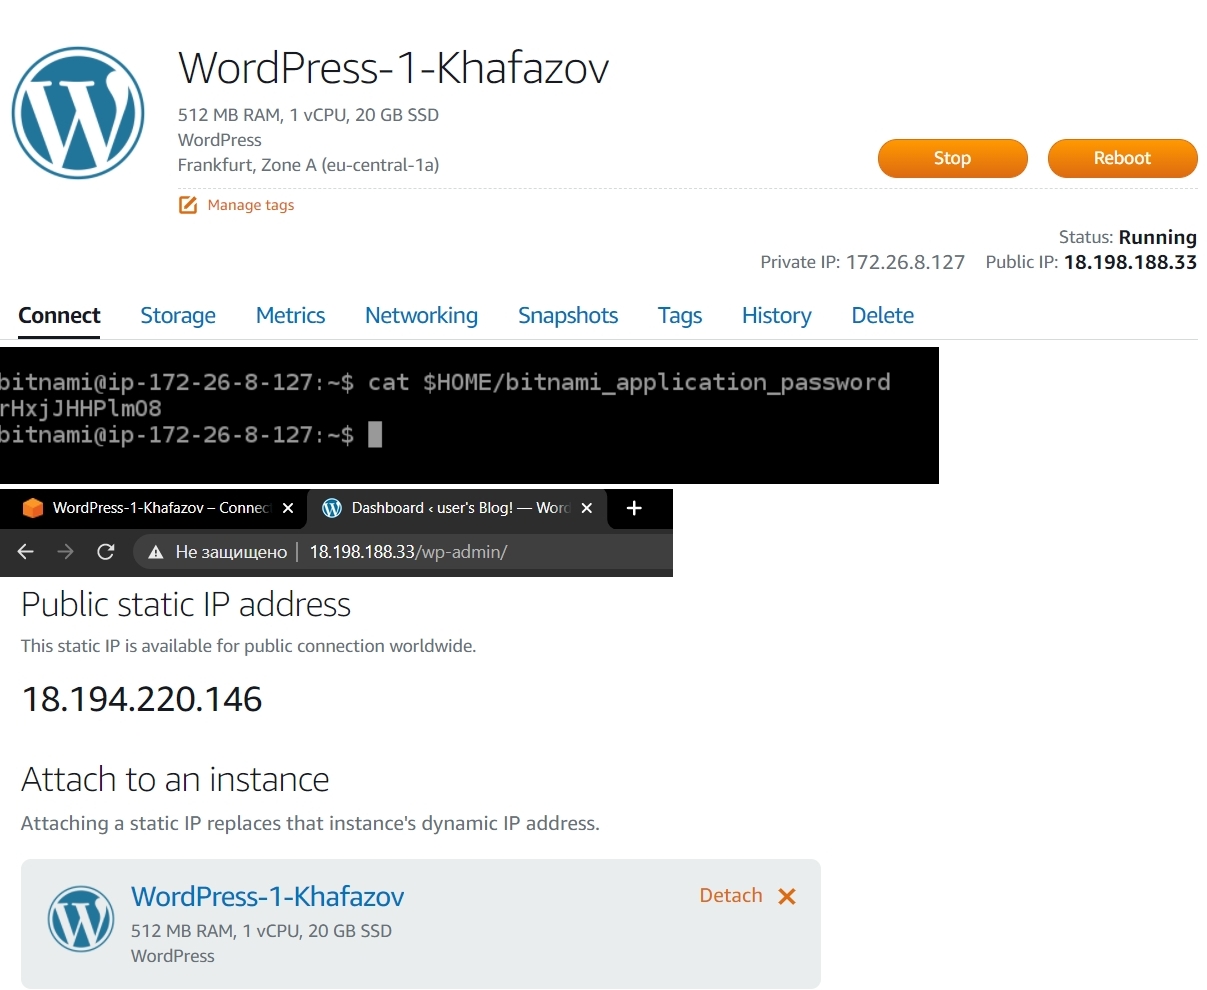 WordPress-1-Khafazov
512 MB RAM, 1 vCPU, 20 GB SSD
WordPress
Frankfurt, Zone A (eu-central-1a)
Stop
Reboot
Manage tags
Status: Running
Private IP: 172.26.8.127 Public IP: 18.198.188.33
Connect Storage Metrics Networking Snapshots Tags History Delete
bitnami@ip-172-26-8-127:~$ cat $HOME/bitnami_application_password
rHxjJHHPlmO8
bitnami@ip-172-26-8-127:~$
WordPress-1-Khafazov – Connec
Dashboard ‹ user's Blog! — Word
Не защищено | 18.198.188.33/wp-admin/
Public static IP address
This static IP is available for public connection worldwide.
18.194.220.146
Attach to an instance
Attaching a static IP replaces that instance's dynamic IP address.
WordPress-1-Khafazov
Detach
512 MB RAM, 1 vCPU, 20 GB SSD
WordPress